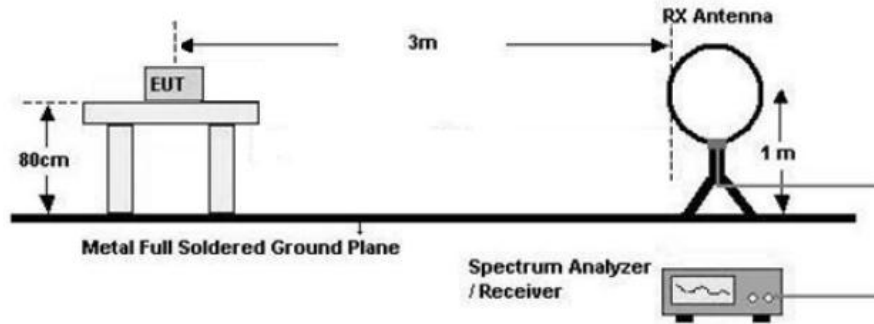 RX Antenna
3m
EUT
80cm
1 m
Metal Full Soldered Ground Plane
Spectrum Analyzer
/ Receiver